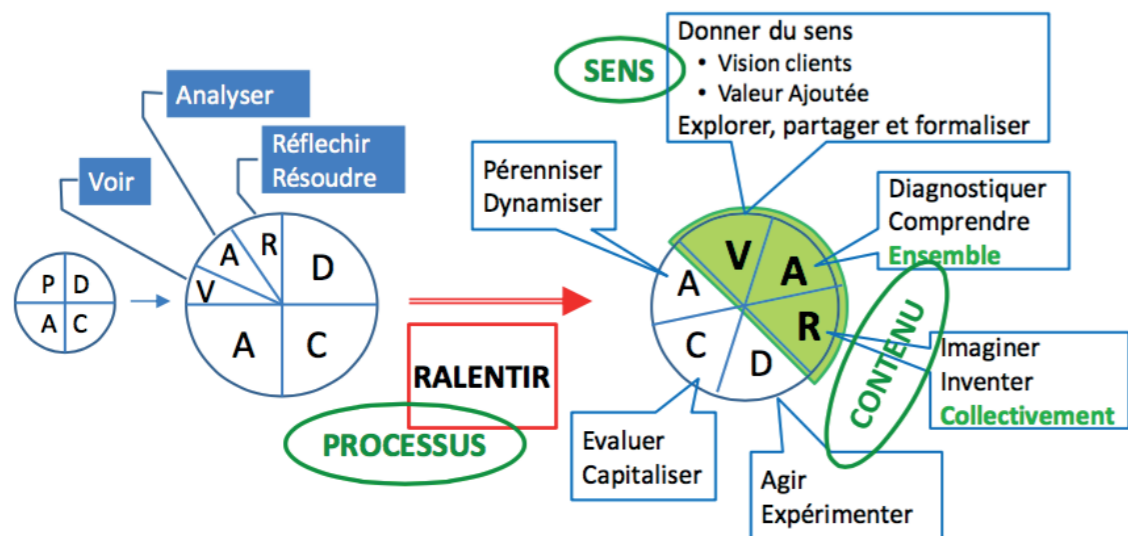 Analyser
Réflechir
Résoudre
Voir
P
D
A
C
V
A
R
D
A
C
RALENTIR
PROCESSUS
SENS
Donner du sens
• Vision clients
• Valeur Ajoutée
Explorer, partager et formaliser
Pérenniser
Dynamiser
Diagnostiquer
Comprendre
Ensemble
V
A
A
R
C
D
CONTENU
Imaginer
Inventer
Collectivement
Evaluer
Capitaliser
Agir
Expérimenter